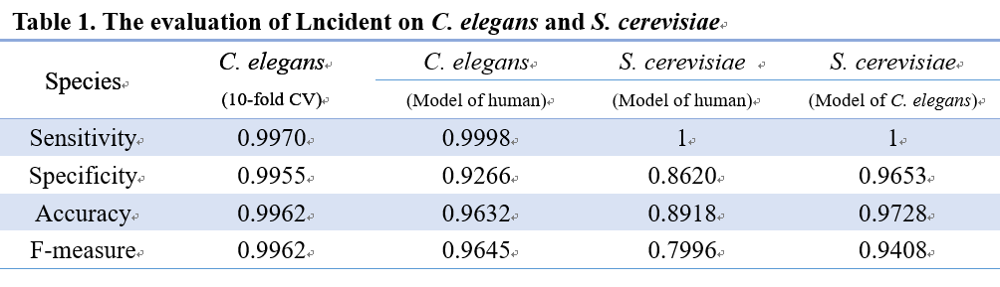 Table 1. The evaluation of Lncident on C. elegans and S. cerevisiae
Species C. elegans C. elegans S. cerevisiae S. cerevisiae
(10-fold CV) (Model of human) (Model of human) (Model of C. elegans)
Sensitivity 0.9970 0.9998 1 1
Specificity 0.9955 0.9266 0.8620 0.9653
Accuracy 0.9962 0.9632 0.8918 0.9728
F-measure 0.9962 0.9645 0.7996 0.9408